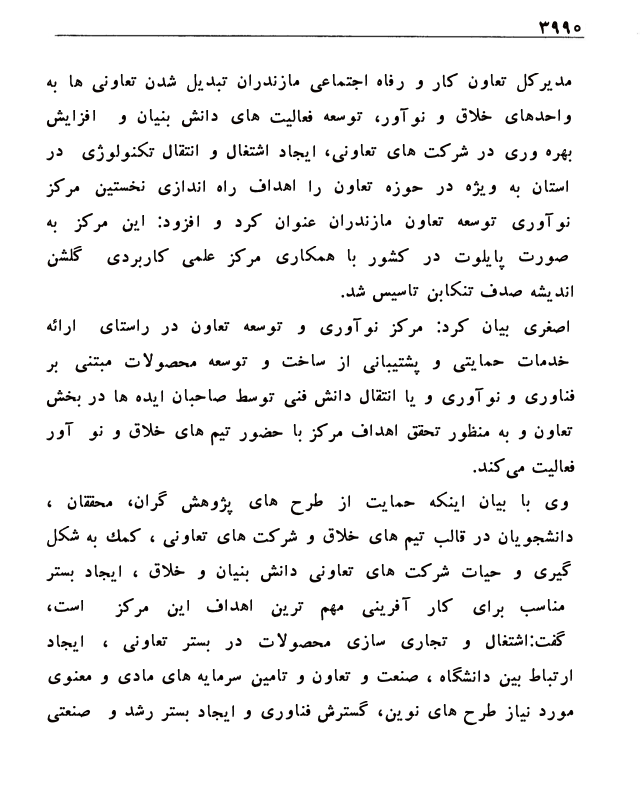 ۳۹۹۵
مدیرکل تعاون کار و رفاه اجتماعی مازندران تبدیل شدن تعاونی ها به
واحدهای خلاق و نوآور، توسعه فعالیت های دانش بنیان و افزایش
بهره وری در شرکت های تعاونی، ایجاد اشتغال و انتقال تکنولوژی در
استان به ویژه در حوزه تعاون را اهداف راه اندازی نخستین مرکز
نوآوری توسعه تعاون مازندران عنوان کرد و افزود: این مرکز به
صورت پایلوت در کشور با همکاری مرکز علمی کاربردی گلشن
اندیشه صدف تنکابن تاسیس شد.
اصغری بیان کرد: مرکز نوآوری و توسعه تعاون در راستای ارائه
خدمات حمایتی و پشتیبانی از ساخت و توسعه محصولات مبتنی بر
فناوری و نوآوری و یا انتقال دانش فنی توسط صاحبان ایده ها در بخش
تعاون و به منظور تحقق اهداف مرکز با حضور تیم های خلاق و نو آور
فعالیت می‌کند.
وی با بیان اینکه حمایت از طرح های پژوهش گران، محققان ،
دانشجویان در قالب تیم های خلاق و شرکت های تعاونی ، کمك به شکل
گیری و حیات شرکت های تعاونی دانش بنیان و خلاق ، ایجاد بستر
مناسب برای کار آفرینی مهم ترین اهداف این مرکز است،
گفت:اشتغال و تجاری سازی محصولات در بستر تعاونی ، ایجاد
ارتباط بین دانشگاه ، صنعت و تعاون و تامین سرمایه های مادی و معنوی
مورد نیاز طرح های نوین، گسترش فناوری و ایجاد بستر رشد و صنعتی